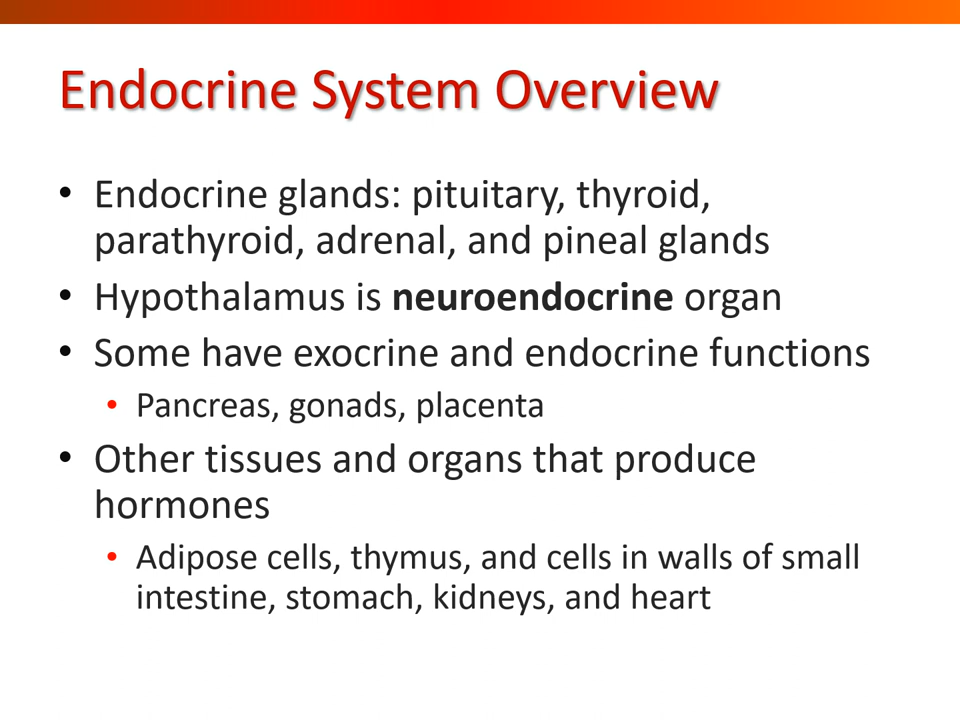 Endocrine System Overview
• Endocrine glands: pituitary, thyroid,
parathyroid, adrenal, and pineal glands
• Hypothalamus is neuroendocrine organ
• Some have exocrine and endocrine functions
• Pancreas, gonads, placenta
• Other tissues and organs that produce
hormones
• Adipose cells, thymus, and cells in walls of small
intestine, stomach, kidneys, and heart